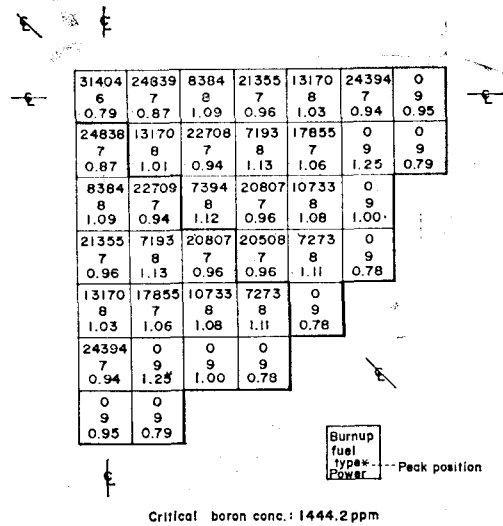 ℄ ℄
℄ ℄
31404 24839 8384 21355 13170 24394 0
6 7 8 7 8 7 9
0.79 0.87 1.09 0.96 1.03 0.94 0.95
24838 13170 22708 7193 17855 0 0
7 8 7 8 7 9 9
0.87 1.01 0.94 1.13 1.06 1.25 0.79
8384 22709 7394 20807 10733 0
8 7 8 7 8 9
1.09 0.94 1.12 0.96 1.08 1.00
21355 7193 20807 20508 7273 0
7 8 7 7 8 9
0.96 1.13 0.96 0.96 1.11 0.78
13170 17855 10733 7273 0
8 7 8 8 9
1.03 1.06 1.08 1.11 0.78
24394 0 0 0
7 9 9 9
0.94 1.25* 1.00 0.78
℄
0 0
9 9
0.95 0.79
Burnup
fuel
type*
Power
Peak position
℄
Critical boron conc.: 1444.2 ppm